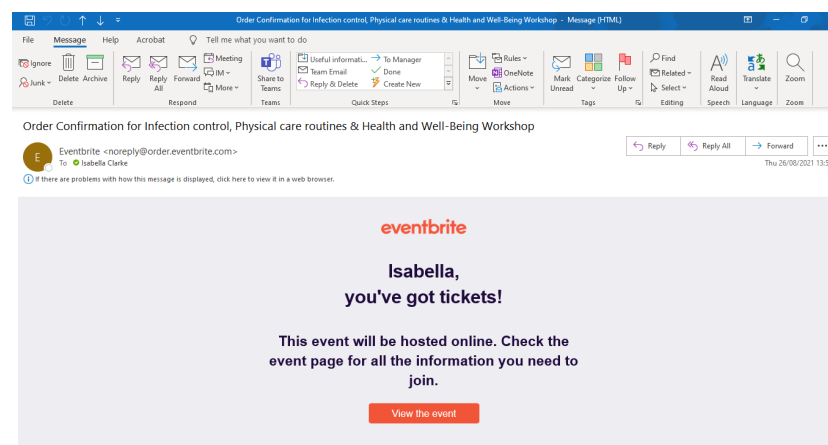 Order Confirmation for Infection control, Physical care routines & Health and Well-Being Workshop - Message (HTML)
File Message Help Acrobat Tell me what you want to do
Ignore
Junk
Delete
Archive
Reply
Reply All
Forward
Meeting
IM
More
Share to Teams
Useful informati...
Team Email
Reply & Delete
To Manager
Done
Create New
Move
Rules
OneNote
Actions
Mark Unread
Categorize
Follow Up
Find
Related
Select
Read Aloud
Translate
Zoom
Delete Respond Teams Quick Steps Move Tags Editing Speech Language Zoom
Order Confirmation for Infection control, Physical care routines & Health and Well-Being Workshop
E
Eventbrite <noreply@order.eventbrite.com>
To Isabella Clarke
Reply Reply All Forward
Thu 26/08/2021
If there are problems with how this message is displayed, click here to view it in a web browser.
eventbrite
Isabella,
you've got tickets!
This event will be hosted online. Check the
event page for all the information you need to
join.
View the event